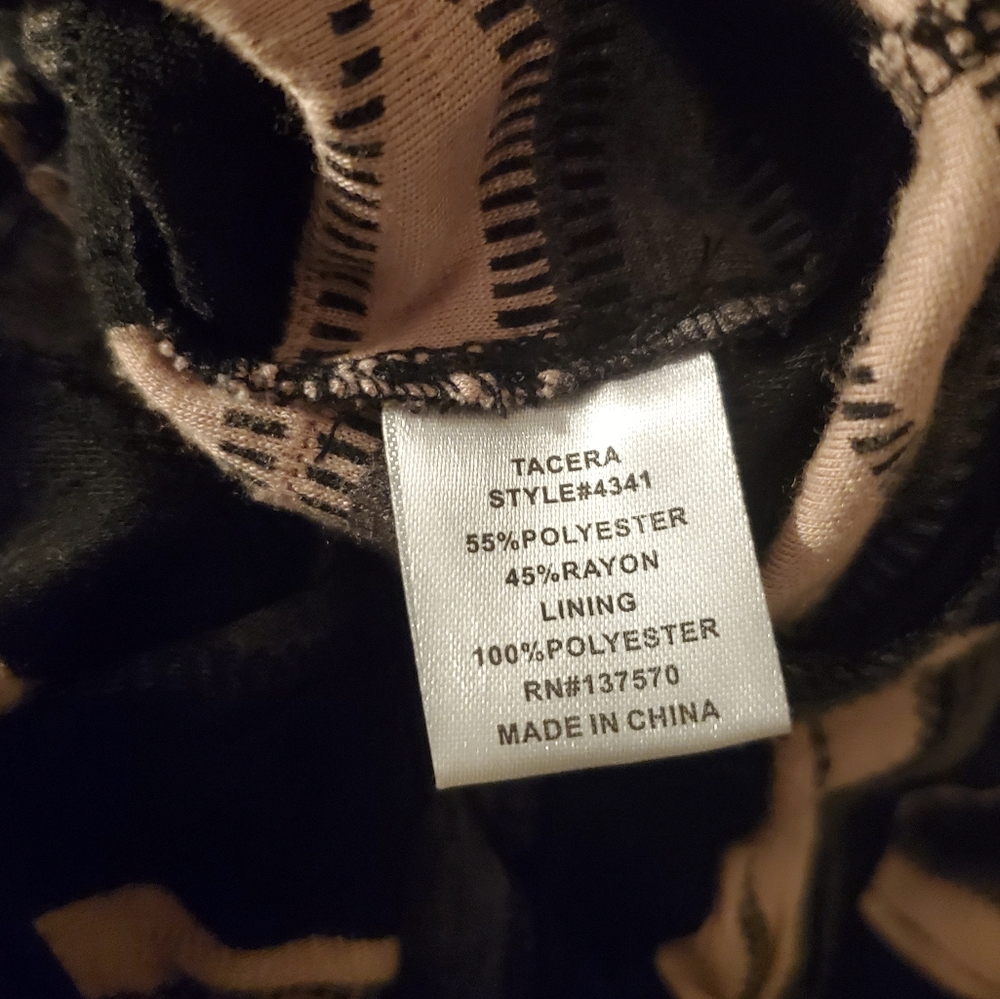 TACERA
STYLE#4341
55%POLYESTER
45%RAYON
LINING
100%POLYESTER
RN#137570
MADE IN CHINA